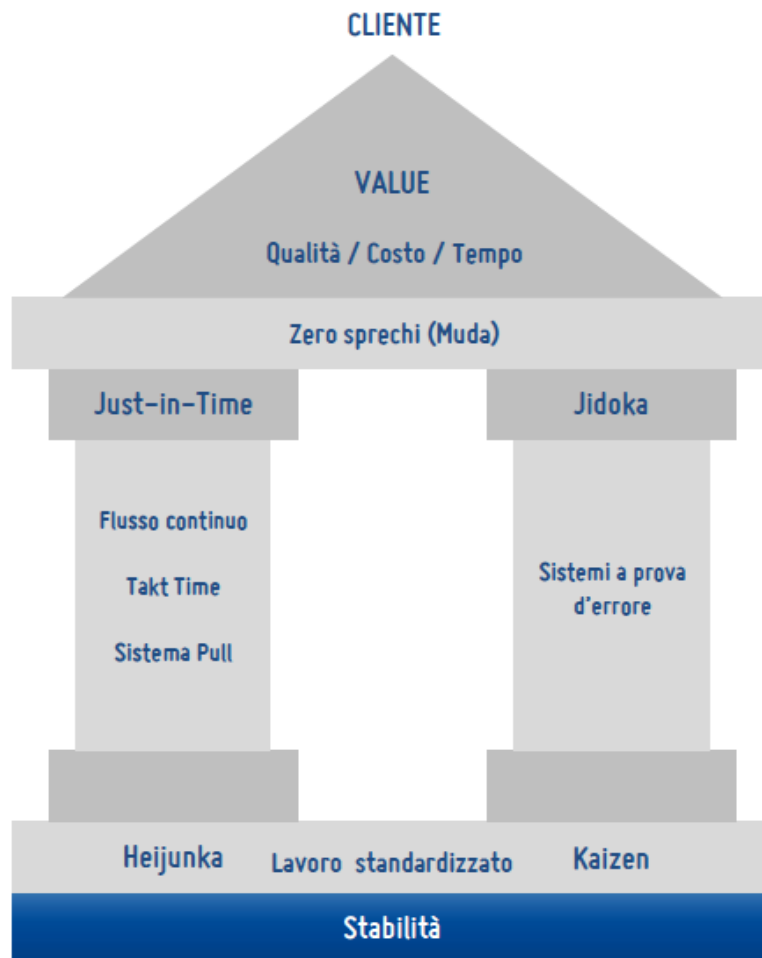 CLIENTE
VALUE
Qualità / Costo / Tempo
Zero sprechi (Muda)
Just-in-Time
Jidoka
Flusso continuo
Takt Time
Sistema Pull
Sistemi a prova
d'errore
Heijunka
Lavoro standardizzato
Kaizen
Stabilità